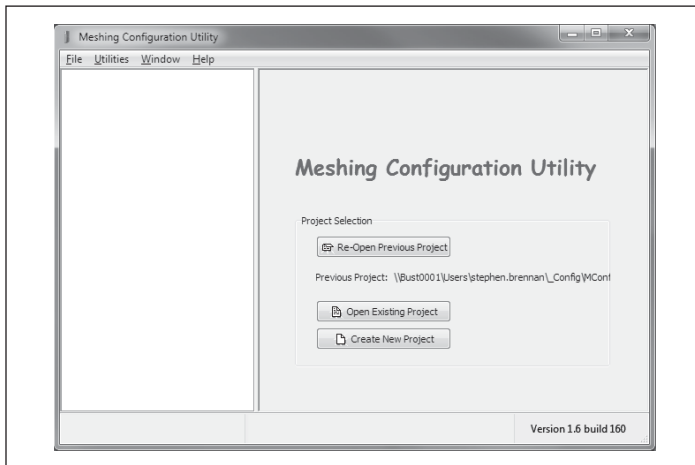 Meshing Configuration Utility
File Utilities Window Help
Meshing Configuration Utility
Project Selection
Re-Open Previous Project
Previous Project: \\Bust0001\Users\stephen.brennan\_Config\MConf
Open Existing Project
Create New Project
Version 1.6 build 160